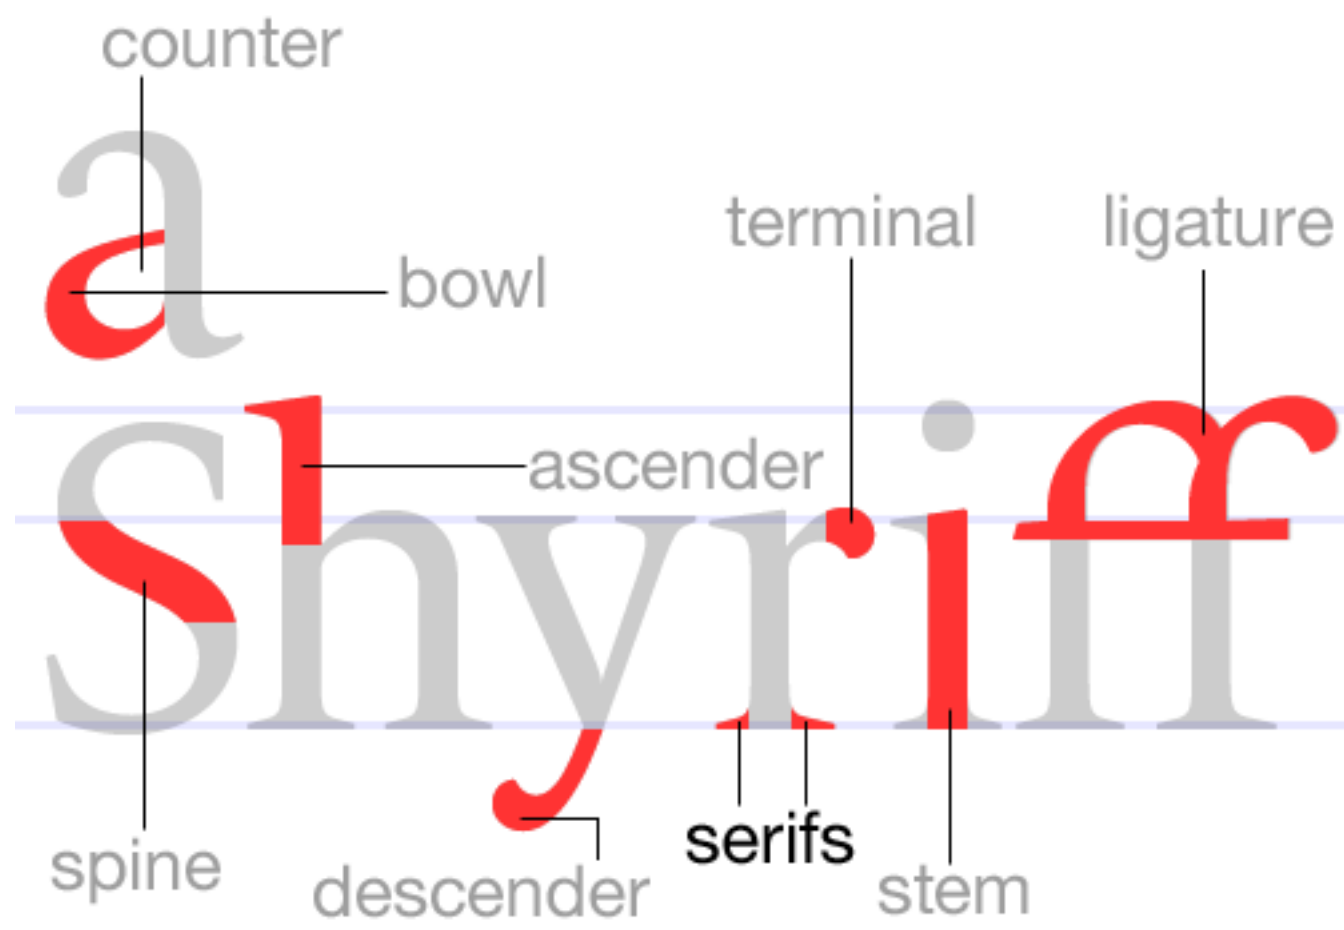 counter
a
bowl
terminal
ligature
ascender
Shyriff
spine
descender
serifs
stem